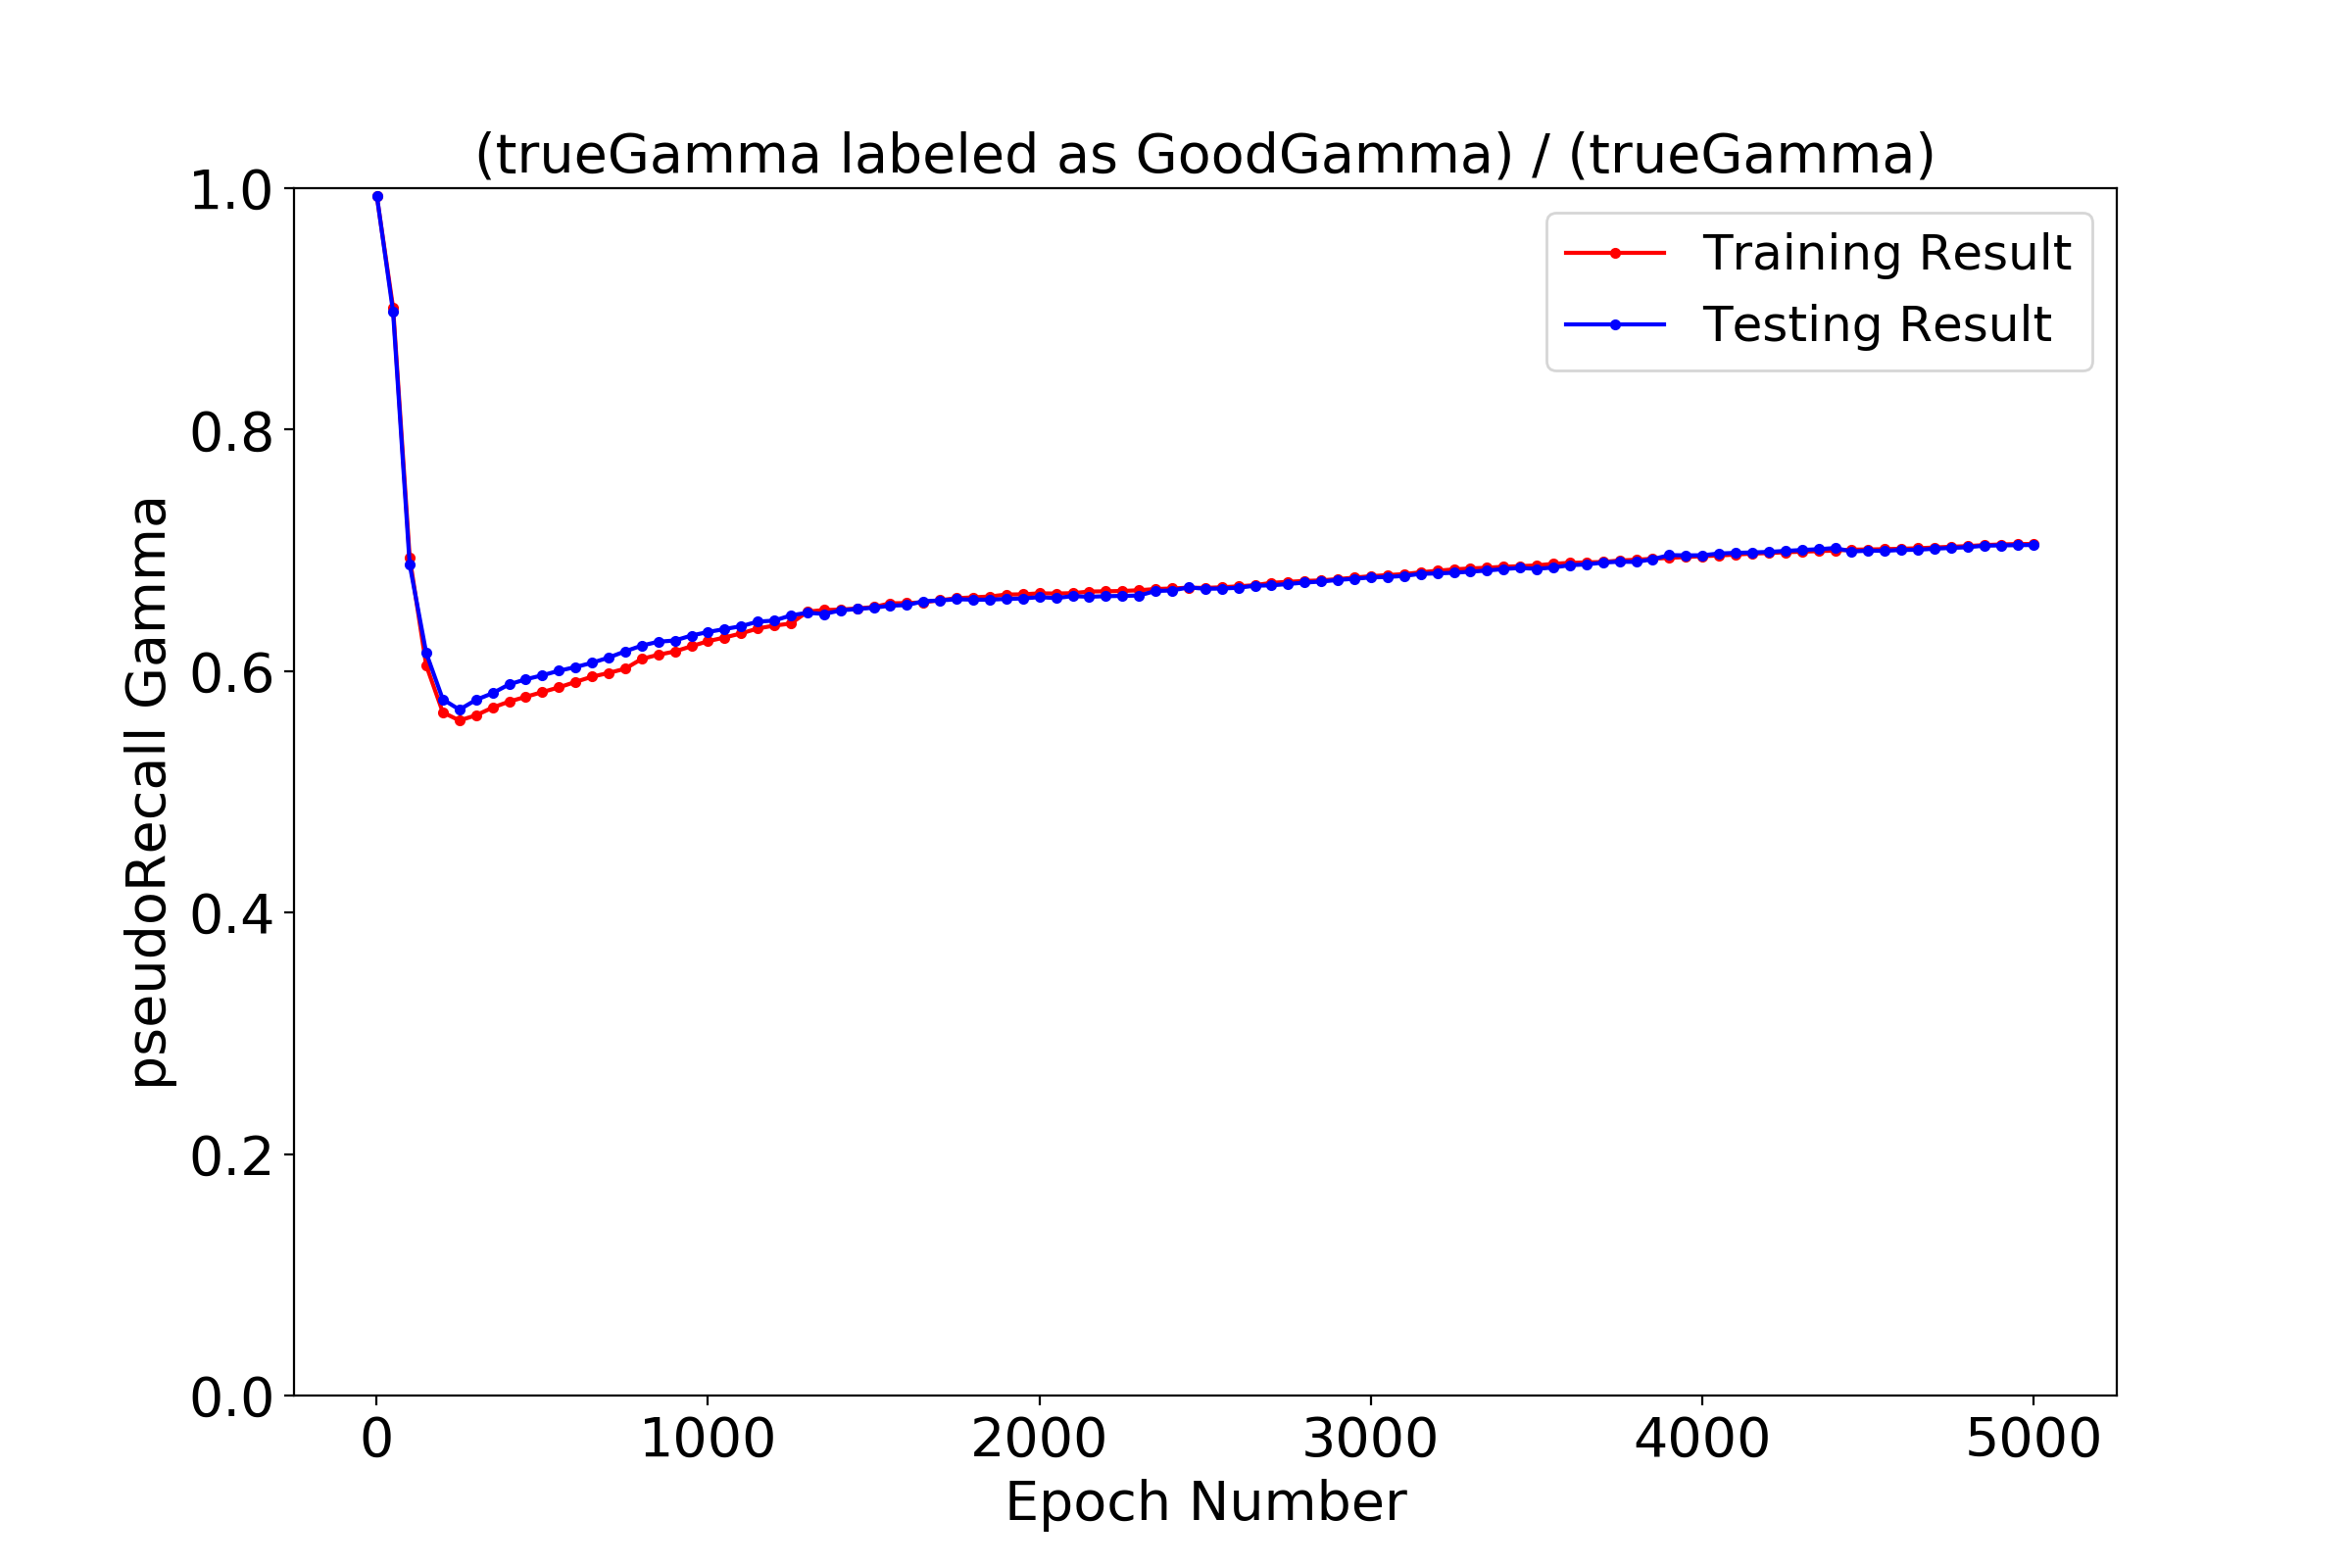 (trueGamma labeled as GoodGamma) / (trueGamma)
1.0
0.8
0.6
0.4
0.2
0.0
pseudoRecall Gamma
Training Result
Testing Result
0 1000 2000 3000 4000 5000
Epoch Number